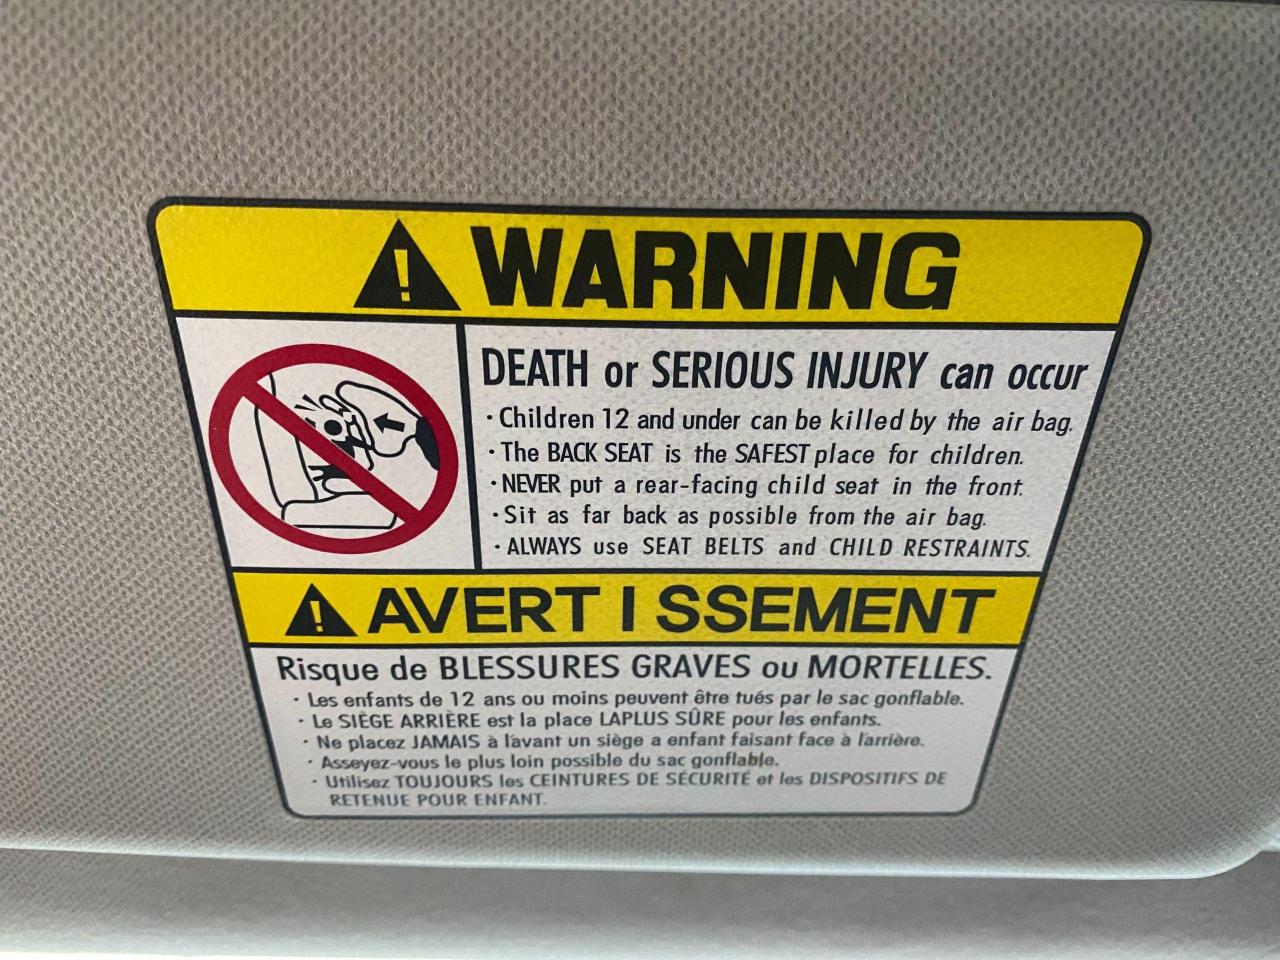 WARNING
DEATH or SERIOUS INJURY can occur
· Children 12 and under can be killed by the air bag.
· The BACK SEAT is the SAFEST place for children.
· NEVER put a rear-facing child seat in the front.
· Sit as far back as possible from the air bag.
· ALWAYS use SEAT BELTS and CHILD RESTRAINTS.
AVERT I SSEMENT
Risque de BLESSURES GRAVES ou MORTELLES.
· Les enfants de 12 ans ou moins peuvent être tués par le sac gonflable.
· Le SIÈGE ARRIÈRE est la place LAPLUS SÛRE pour les enfants.
· Ne placez JAMAIS à l'avant un siège a enfant faisant face à l'arrière.
· Asseyez-vous le plus loin possible du sac gonflable.
· Utilisez TOUJOURS les CEINTURES DE SÉCURITÉ et les DISPOSITIFS DE
RETENUE POUR ENFANT.